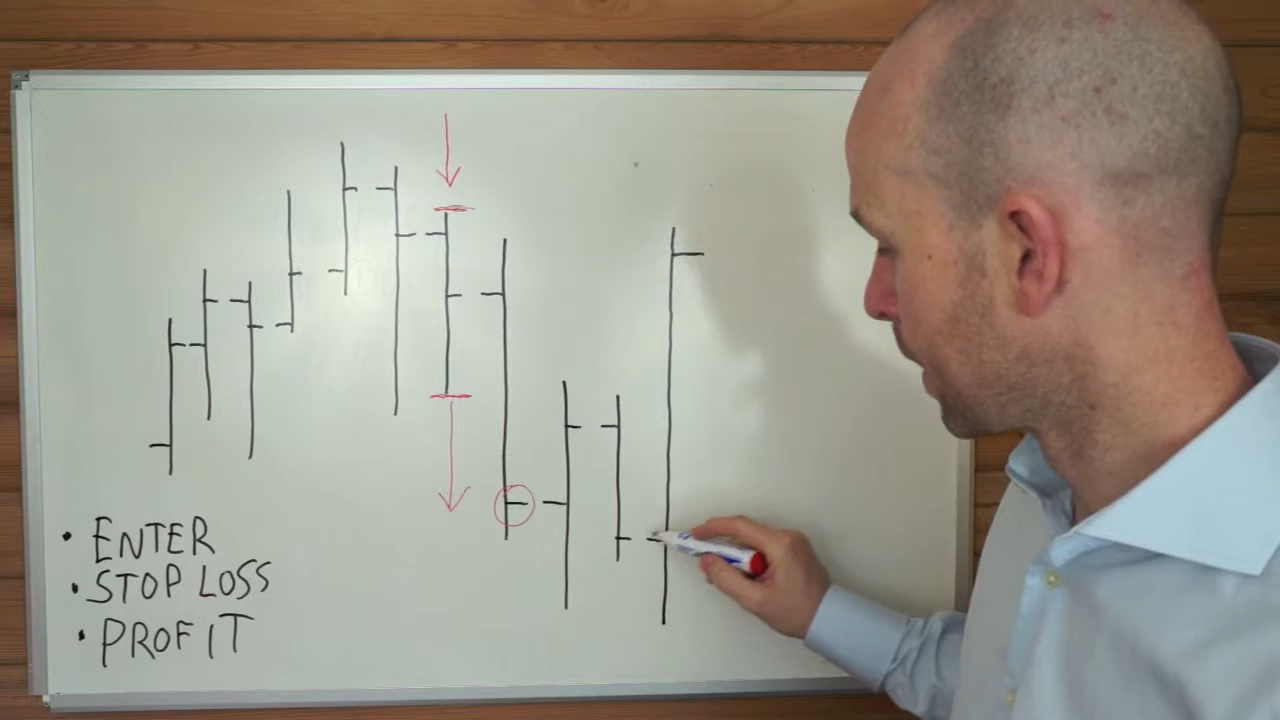 • ENTER
• STOP LOSS
• PROFIT